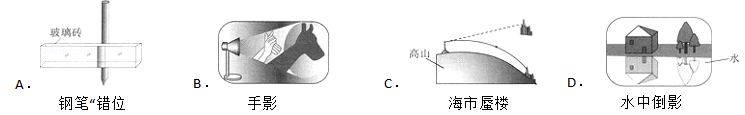 玻璃砖
A. 钢笔“错位
B. 手影
高山
C. 海市蜃楼
水
D. 水中倒影